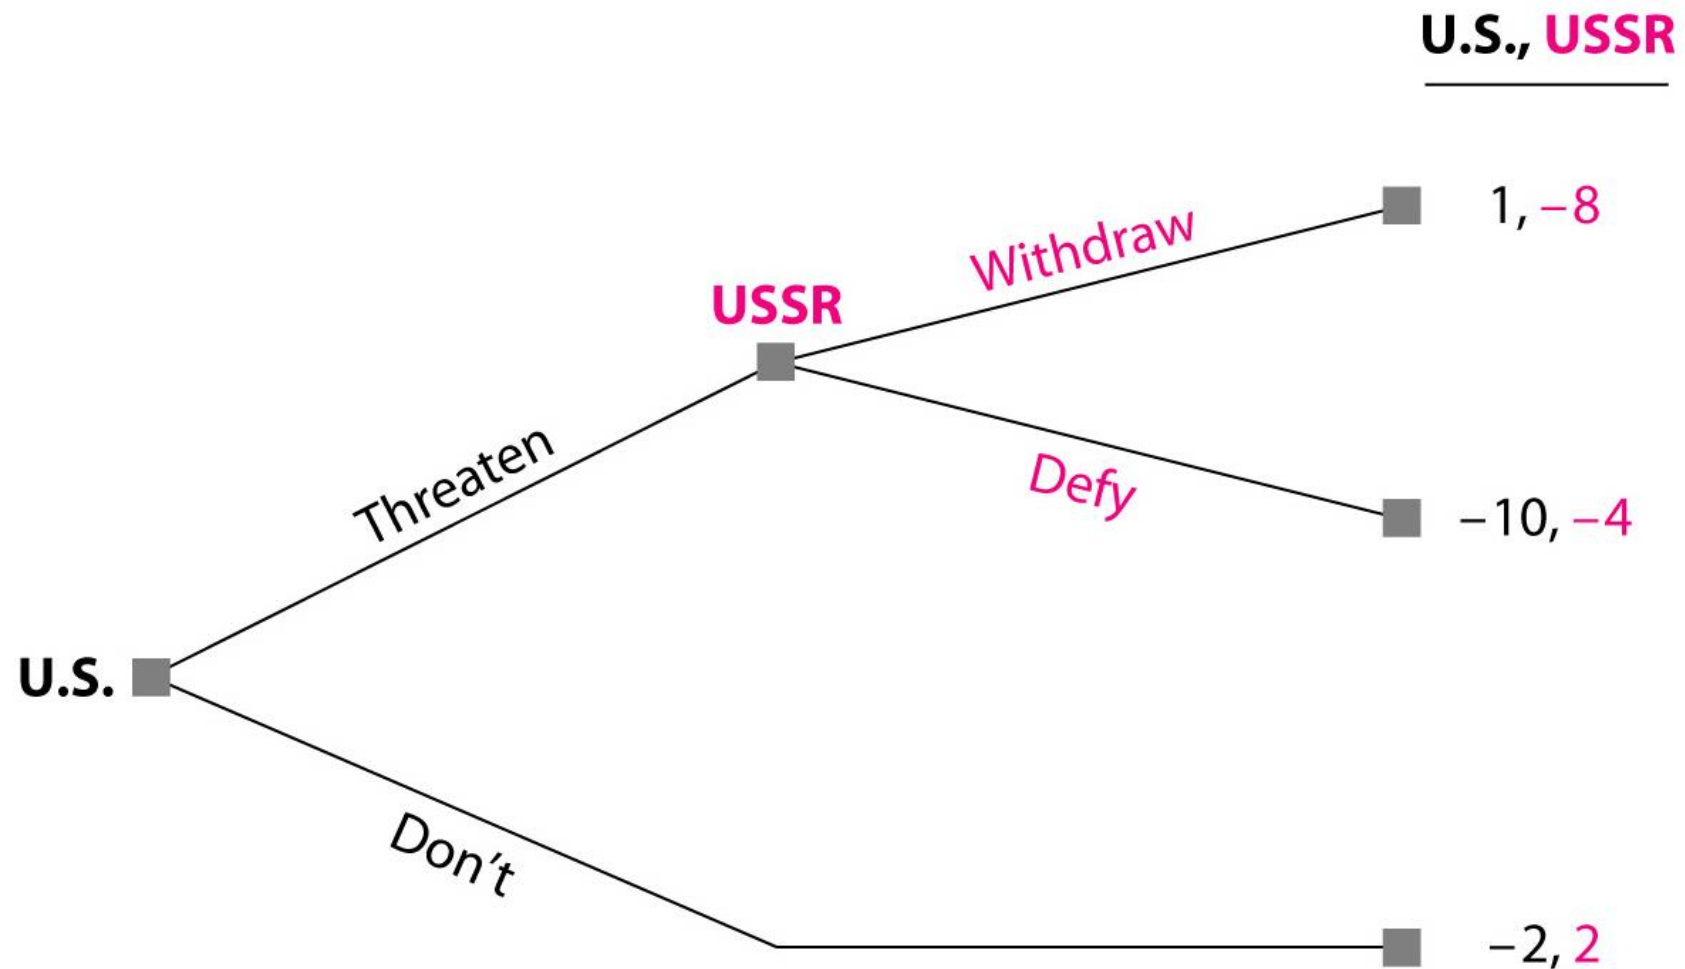 U.S., USSR
1, –8
Withdraw
USSR
Defy
–10, –4
Threaten
U.S.
Don’t
–2, 2